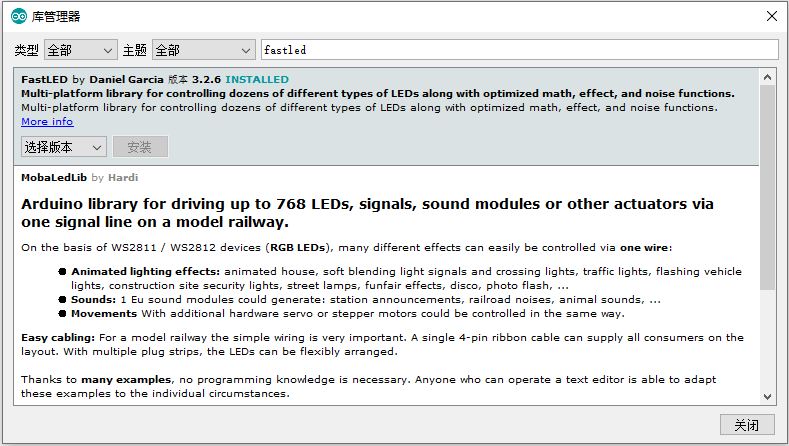 库管理器
类型 全部 主题 全部 fastled
FastLED by Daniel Garcia 版本 3.2.6 INSTALLED
Multi-platform library for controlling dozens of different types of LEDs along with optimized math, effect, and noise functions.
Multi-platform library for controlling dozens of different types of LEDs along with optimized math, effect, and noise functions.
More info
选择版本 安装
MobaLedLib by Hardi
Arduino library for driving up to 768 LEDs, signals, sound modules or other actuators via
one signal line on a model railway.
On the basis of WS2811 / WS2812 devices (RGB LEDs), many different effects can easily be controlled via one wire:
● Animated lighting effects: animated house, soft blending light signals and crossing lights, traffic lights, flashing vehicle
lights, construction site security lights, street lamps, funfair effects, disco, photo flash, ...
● Sounds: 1 Eu sound modules could generate: station announcements, railroad noises, animal sounds, ...
● Movements With additional hardware servo or stepper motors could be controlled in the same way.
Easy cabling: For a model railway the simple wiring is very important. A single 4-pin ribbon cable can supply all consumers on the
layout. With multiple plug strips, the LEDs can be flexibly arranged.
Thanks to many examples, no programming knowledge is necessary. Anyone who can operate a text editor is able to adapt
these examples to the individual circumstances.
关闭